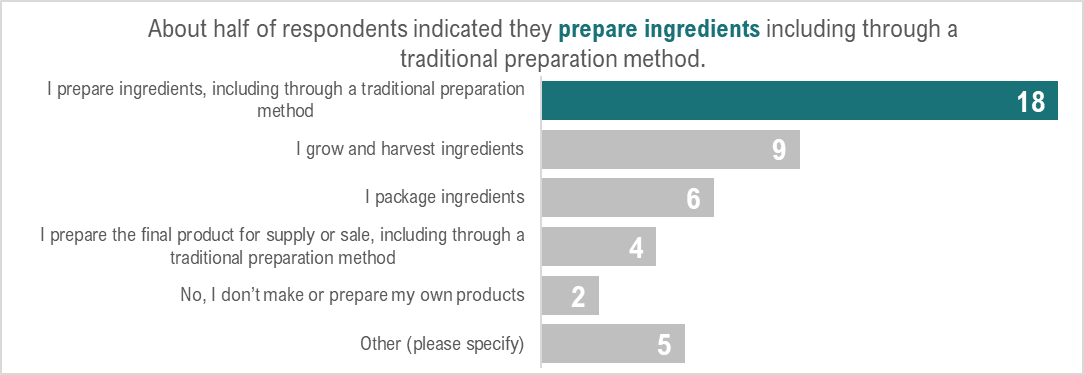 About half of respondents indicated they prepare ingredients including through a
traditional preparation method.
I prepare ingredients, including through a traditional preparation
method
18
I grow and harvest ingredients
9
I package ingredients
6
I prepare the final product for supply or sale, including through a
traditional preparation method
4
No, I don’t make or prepare my own products
2
Other (please specify)
5